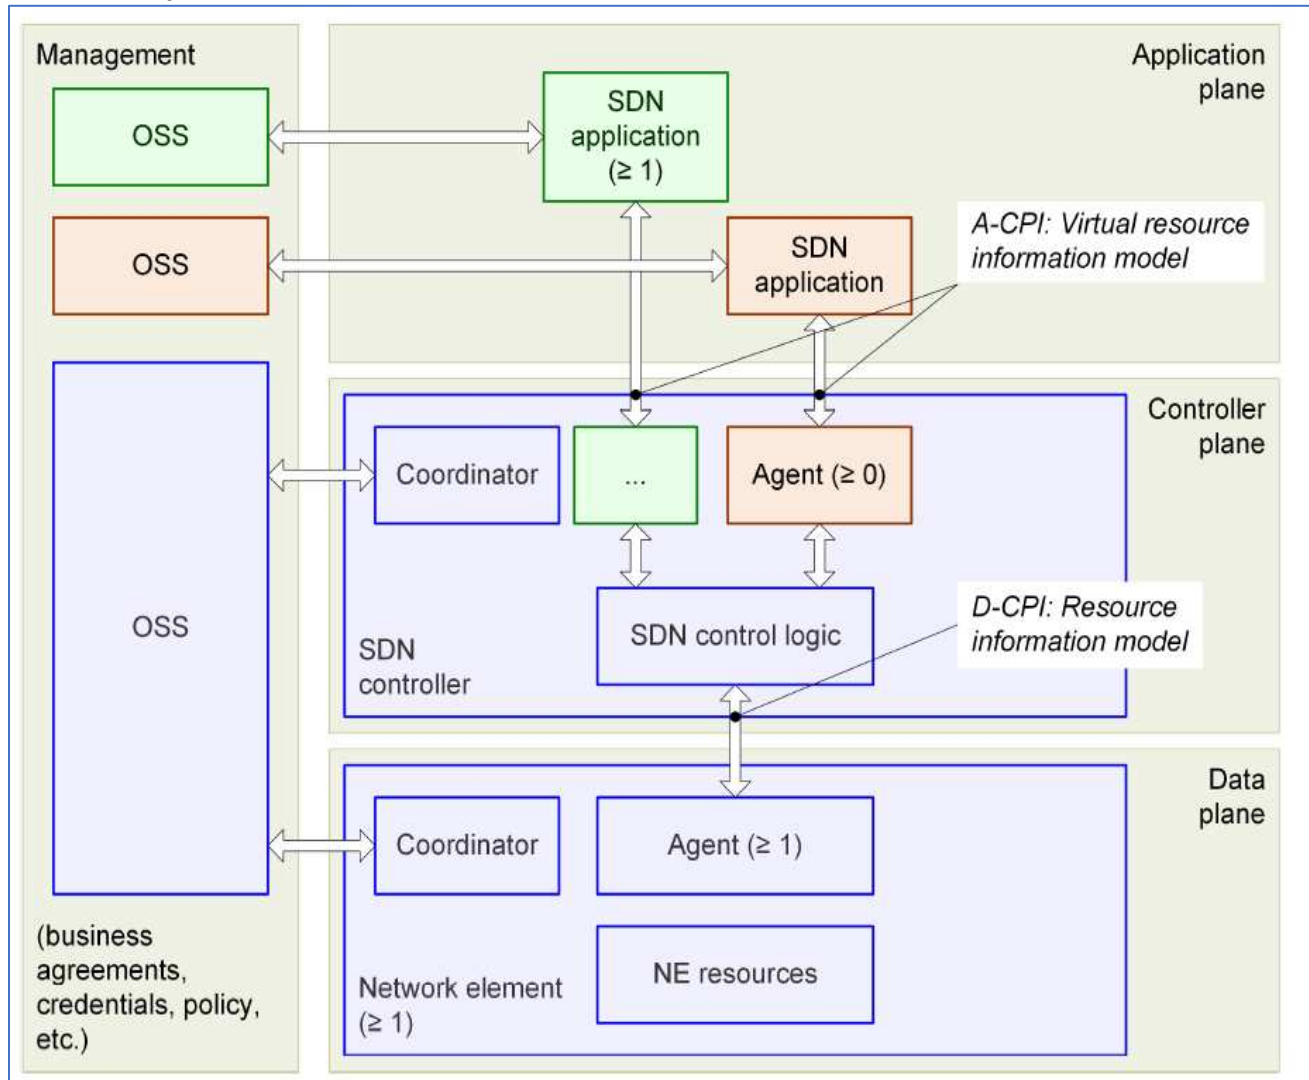 Management
OSS
OSS
OSS
(business
agreements,
credentials, policy,
etc.)
Application
plane
SDN
application
(≥ 1)
SDN
application
A-CPI: Virtual resource
information model
Controller
plane
Coordinator
...
Agent (≥ 0)
SDN control logic
SDN
controller
D-CPI: Resource
information model
Data
plane
Coordinator
Agent (≥ 1)
NE resources
Network element
(≥ 1)